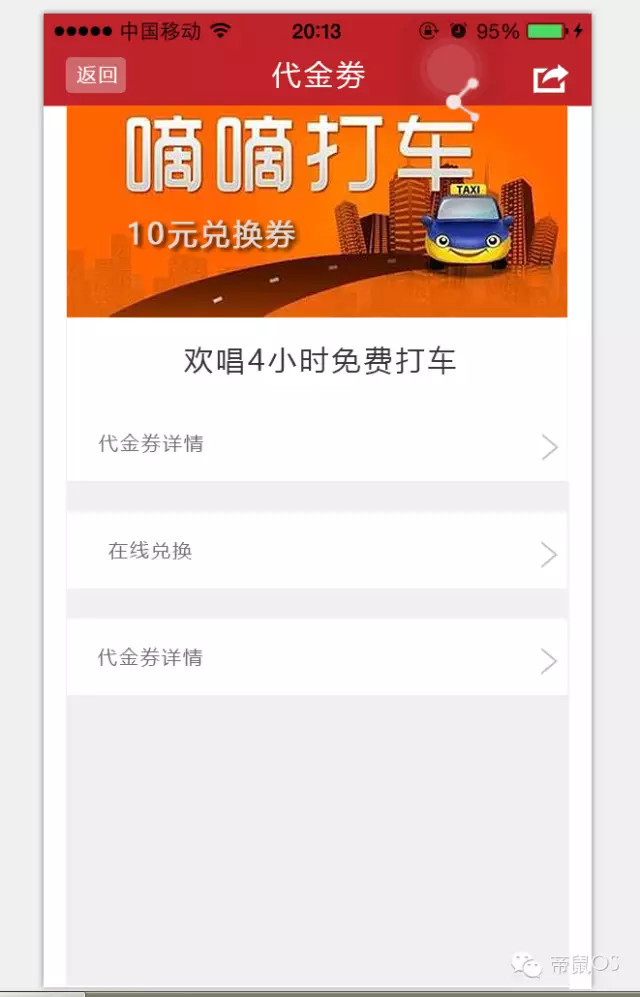 中国移动 20:13 95%
返回 代金劵
嘀嘀打车
TAXI
10元兑换券
欢唱4小时免费打车
代金券详情
在线兑换
代金券详情
帝鼠OS